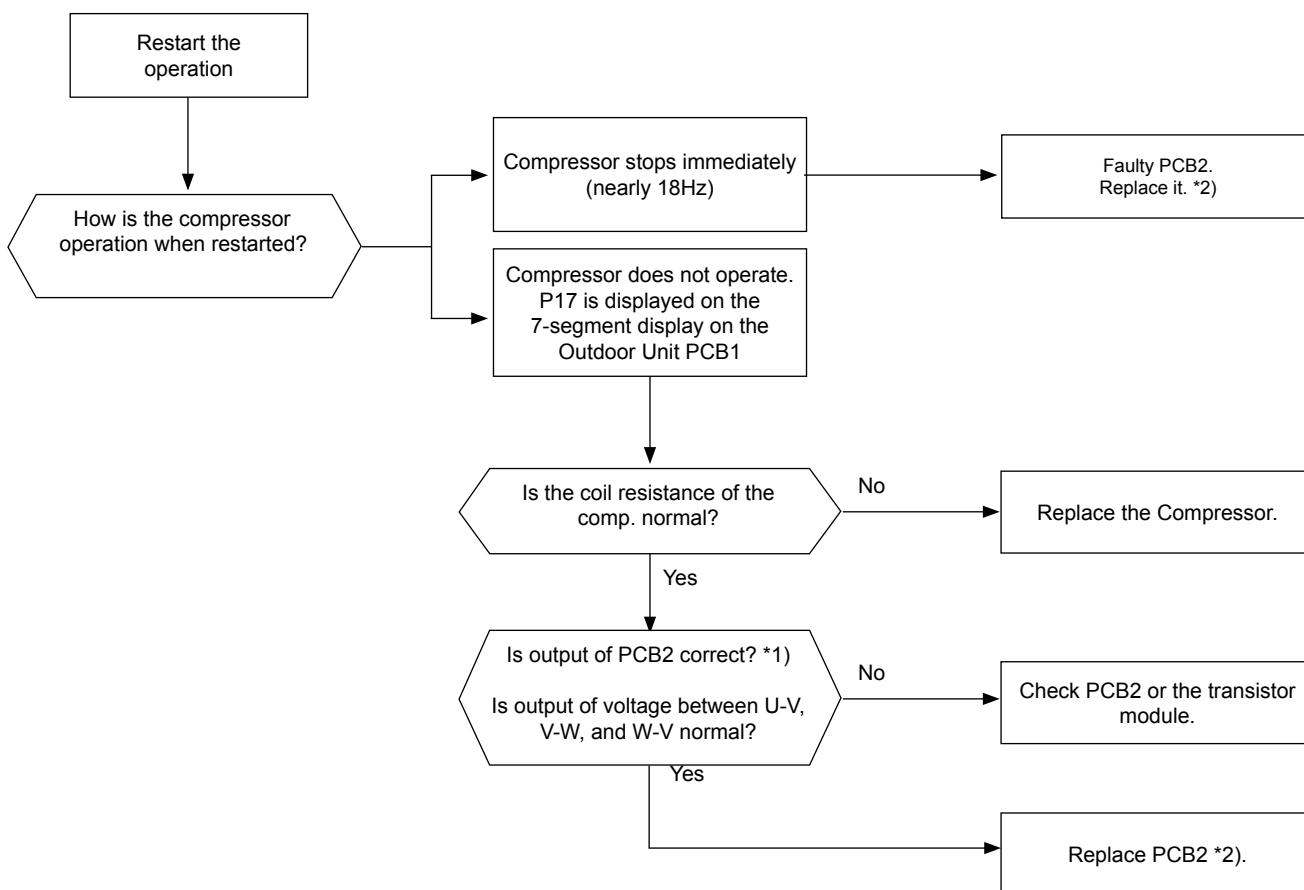 Restart the
operation
How is the compressor
operation when restarted?
Compressor stops immediately
(nearly 18Hz)
Faulty PCB2.
Replace it. *2)
Compressor does not operate.
P17 is displayed on the
7-segment display on the
Outdoor Unit PCB1
Is the coil resistance of the
comp. normal?
No
Replace the Compressor.
Yes
Is output of PCB2 correct? *1)
Is output of voltage between U-V,
V-W, and W-V normal?
No
Check PCB2 or the transistor
module.
Yes
Replace PCB2 *2).